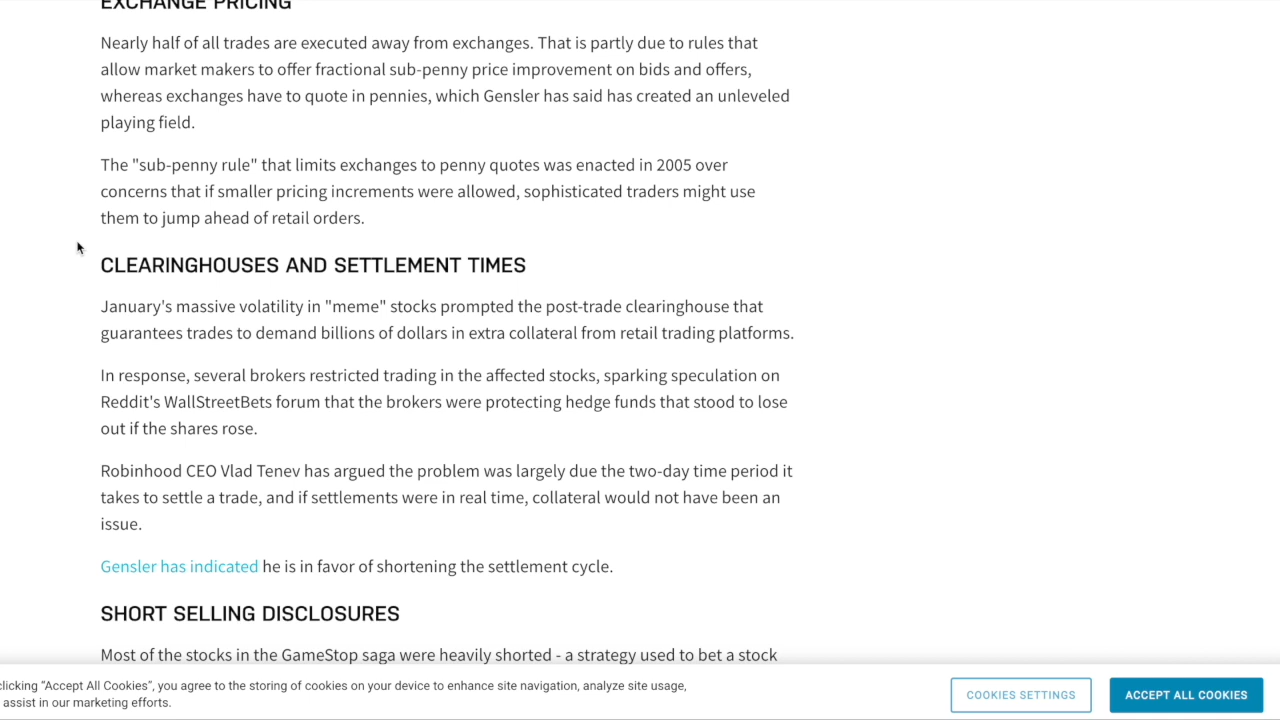 EXCHANGE PRICING
Nearly half of all trades are executed away from exchanges. That is partly due to rules that
allow market makers to offer fractional sub-penny price improvement on bids and offers,
whereas exchanges have to quote in pennies, which Gensler has said has created an unleveled
playing field.
The "sub-penny rule" that limits exchanges to penny quotes was enacted in 2005 over
concerns that if smaller pricing increments were allowed, sophisticated traders might use
them to jump ahead of retail orders.
CLEARINGHOUSES AND SETTLEMENT TIMES
January's massive volatility in "meme" stocks prompted the post-trade clearinghouse that
guarantees trades to demand billions of dollars in extra collateral from retail trading platforms.
In response, several brokers restricted trading in the affected stocks, sparking speculation on
Reddit's WallStreetBets forum that the brokers were protecting hedge funds that stood to lose
out if the shares rose.
Robinhood CEO Vlad Tenev has argued the problem was largely due the two-day time period it
takes to settle a trade, and if settlements were in real time, collateral would not have been an
issue.
Gensler has indicated he is in favor of shortening the settlement cycle.
SHORT SELLING DISCLOSURES
Most of the stocks in the GameStop saga were heavily shorted - a strategy used to bet a stock
clicking “Accept All Cookies”, you agree to the storing of cookies on your device to enhance site navigation, analyze site usage,
assist in our marketing efforts.
COOKIES SETTINGS
ACCEPT ALL COOKIES